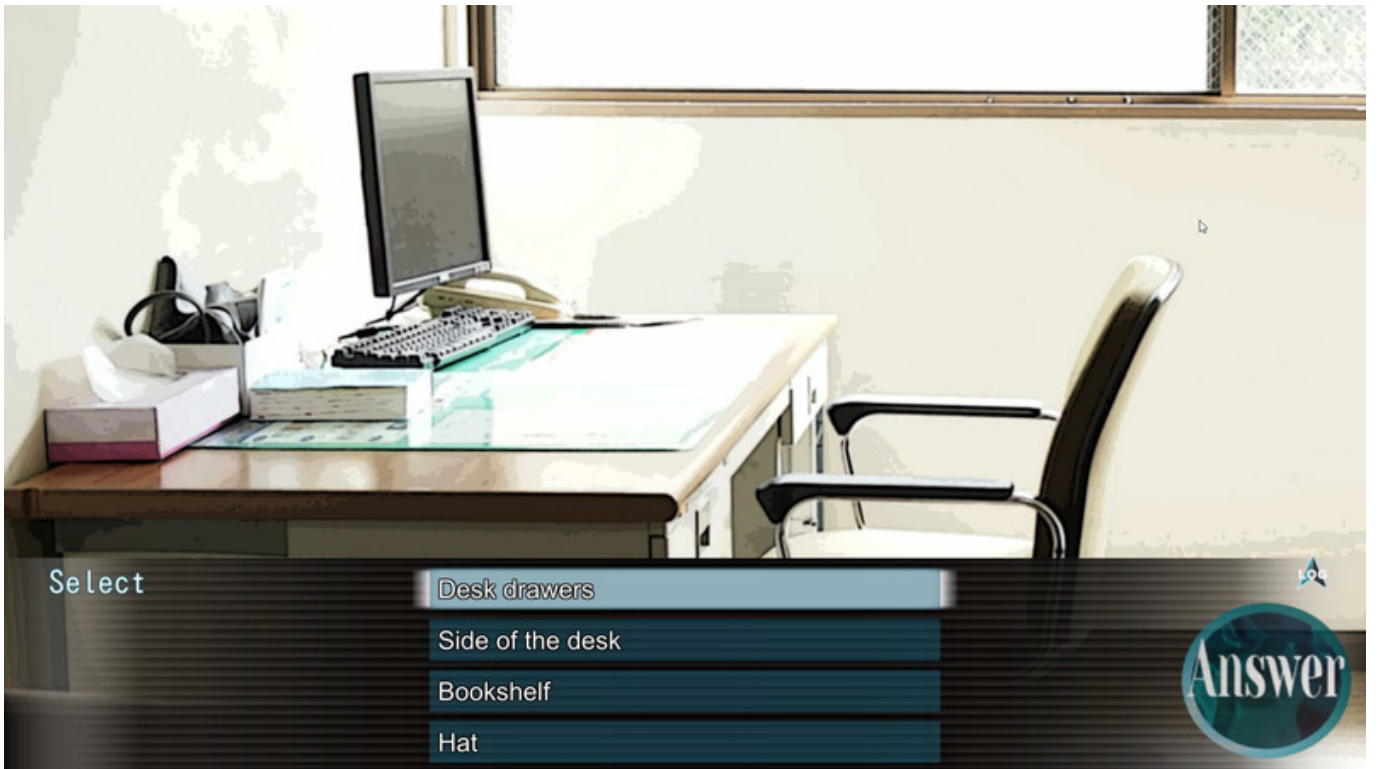 Select
Desk drawers
Side of the desk
Bookshelf
Hat
LOG
Answer